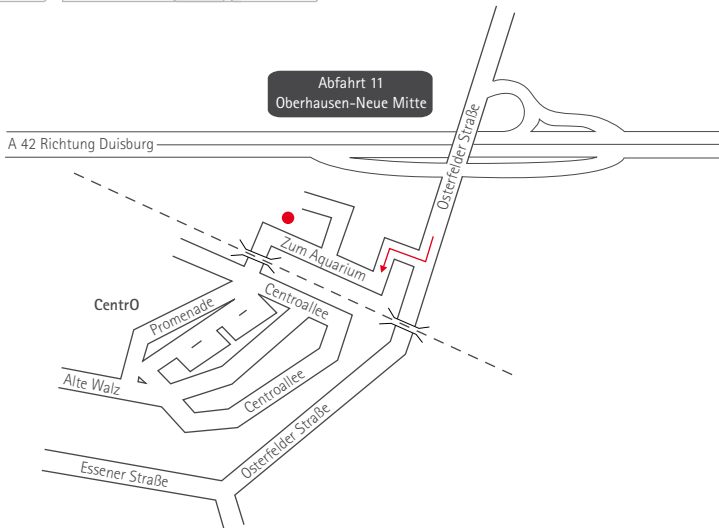 Abfahrt 11
Oberhausen-Neue Mitte
Osterfelder Straße
A 42 Richtung Duisburg
Zum Aquarium
CentrO
Promenade
Centroallee
Alte Walz
Centroallee
Osterfelder Straße
Essener Straße